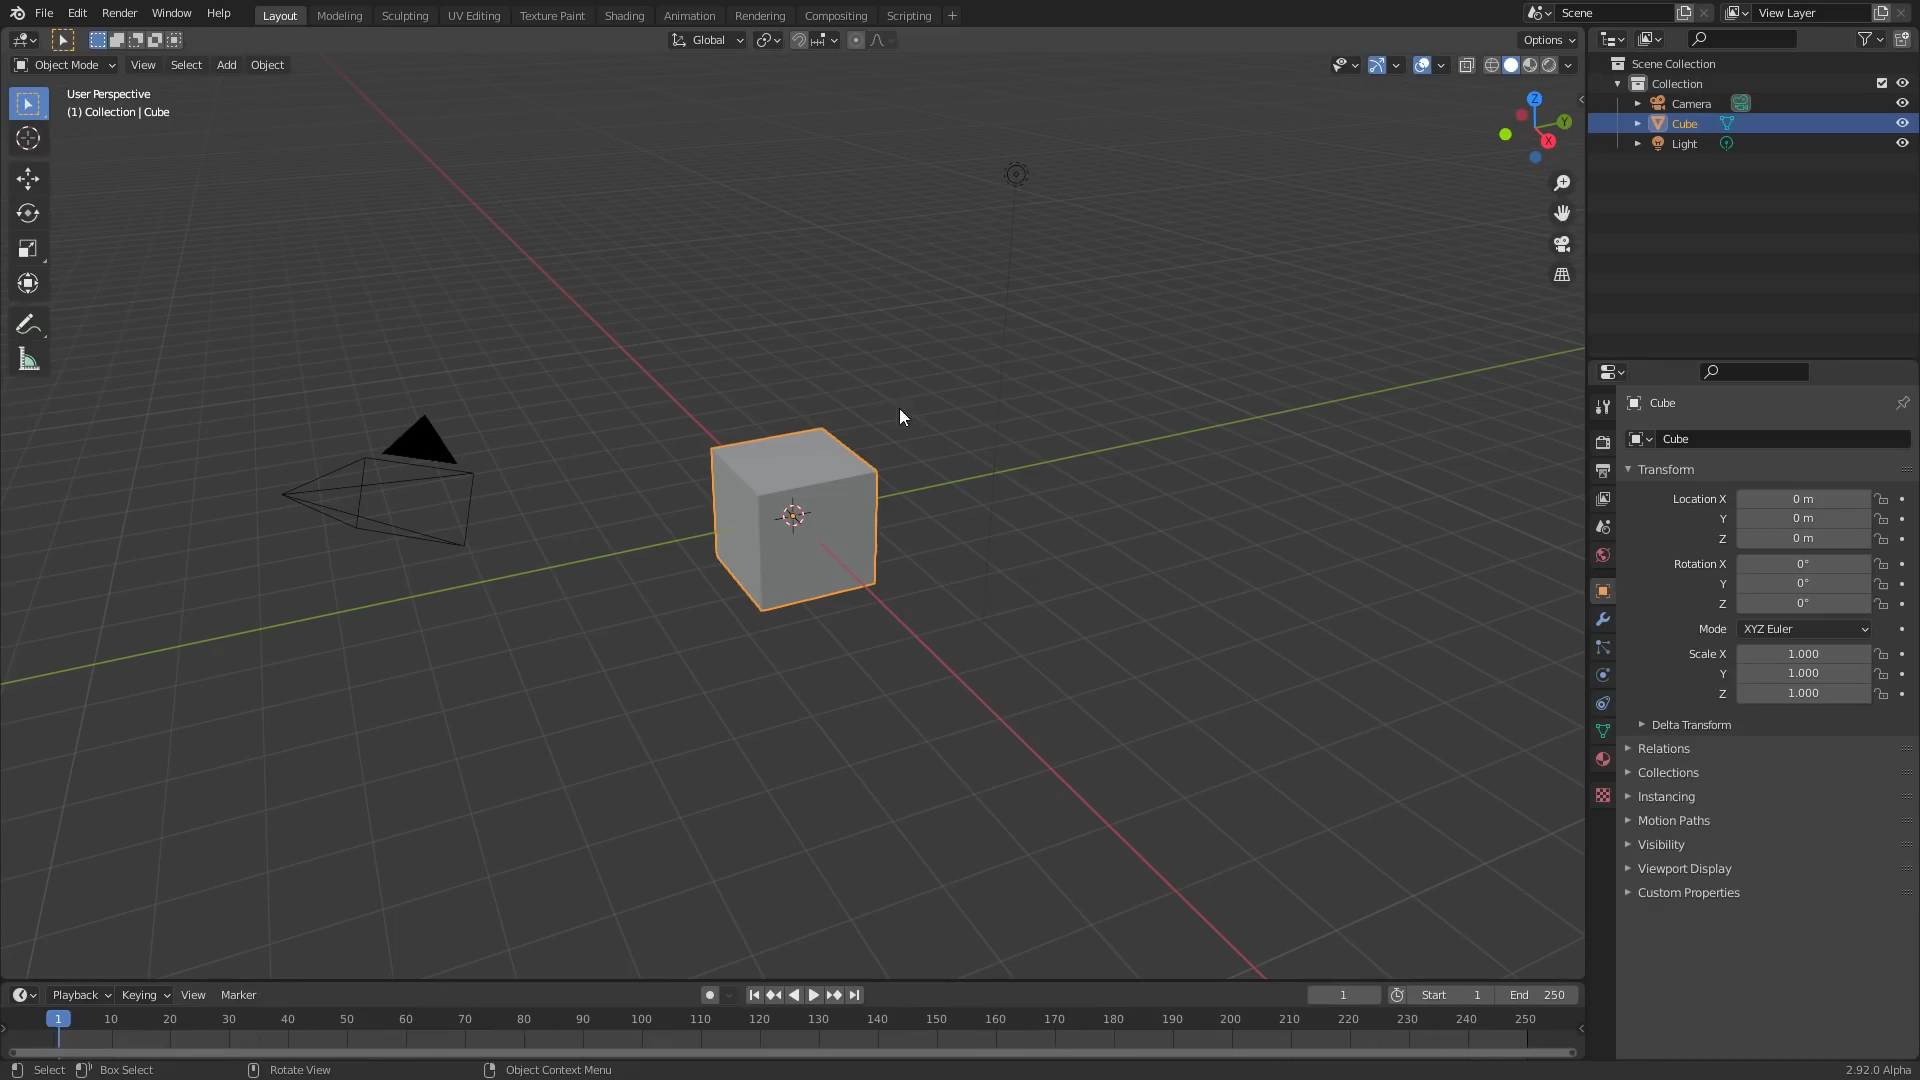 File Edit Render Window Help Layout Modeling Sculpting UV Editing Texture Paint Shading Animation Rendering Compositing Scripting + Scene View Layer
Global Options
Object Mode View Select Add Object
User Perspective
(1) Collection | Cube
Z
Y
X
Scene Collection
Collection
Camera
Cube
Light
Cube
Cube
Transform
Location X 0 m
Y 0 m
Z 0 m
Rotation X 0°
Y 0°
Z 0°
Mode XYZ Euler
Scale X 1.000
Y 1.000
Z 1.000
Delta Transform
Relations
Collections
Instancing
Motion Paths
Visibility
Viewport Display
Custom Properties
Playback Keying View Marker 1 Start 1 End 250
1 10 20 30 40 50 60 70 80 90 100 110 120 130 140 150 160 170 180 190 200 210 220 230 240 250
Select Box Select Rotate View Object Context Menu 2.92.0 Alpha